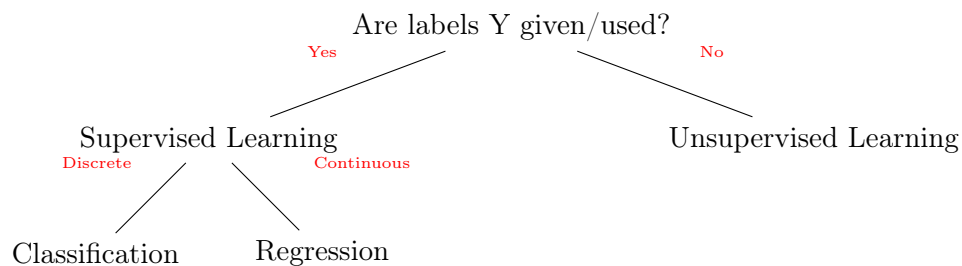 Are labels Y given/used?
Yes
No
Supervised Learning
Unsupervised Learning
Discrete
Continuous
Classification
Regression